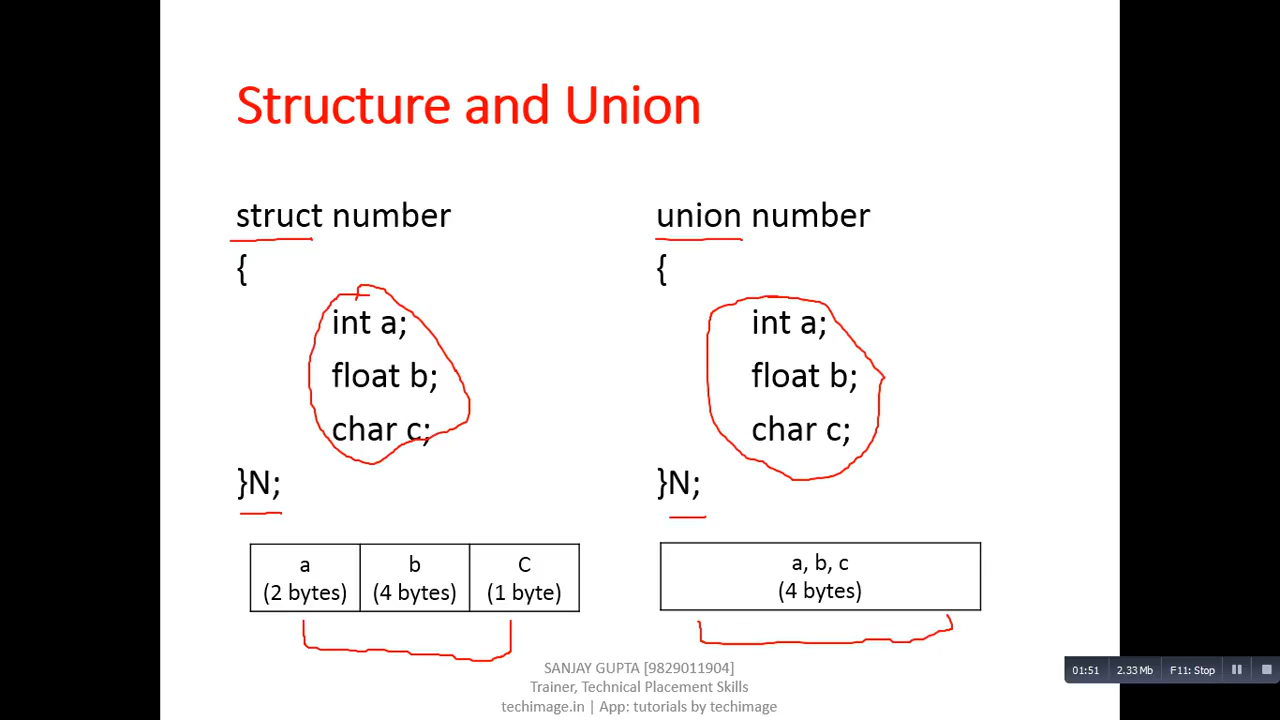 Structure and Union
struct number
{
int a;
float b;
char c;
}N;
a
(2 bytes)
b
(4 bytes)
C
(1 byte)
union number
{
int a;
float b;
char c;
}N;
a, b, c
(4 bytes)
SANJAY GUPTA [9829011904]
Trainer, Technical Placement Skills
techimage.in | App: tutorials by techimage
01:51
2.33 Mb
F11: Stop